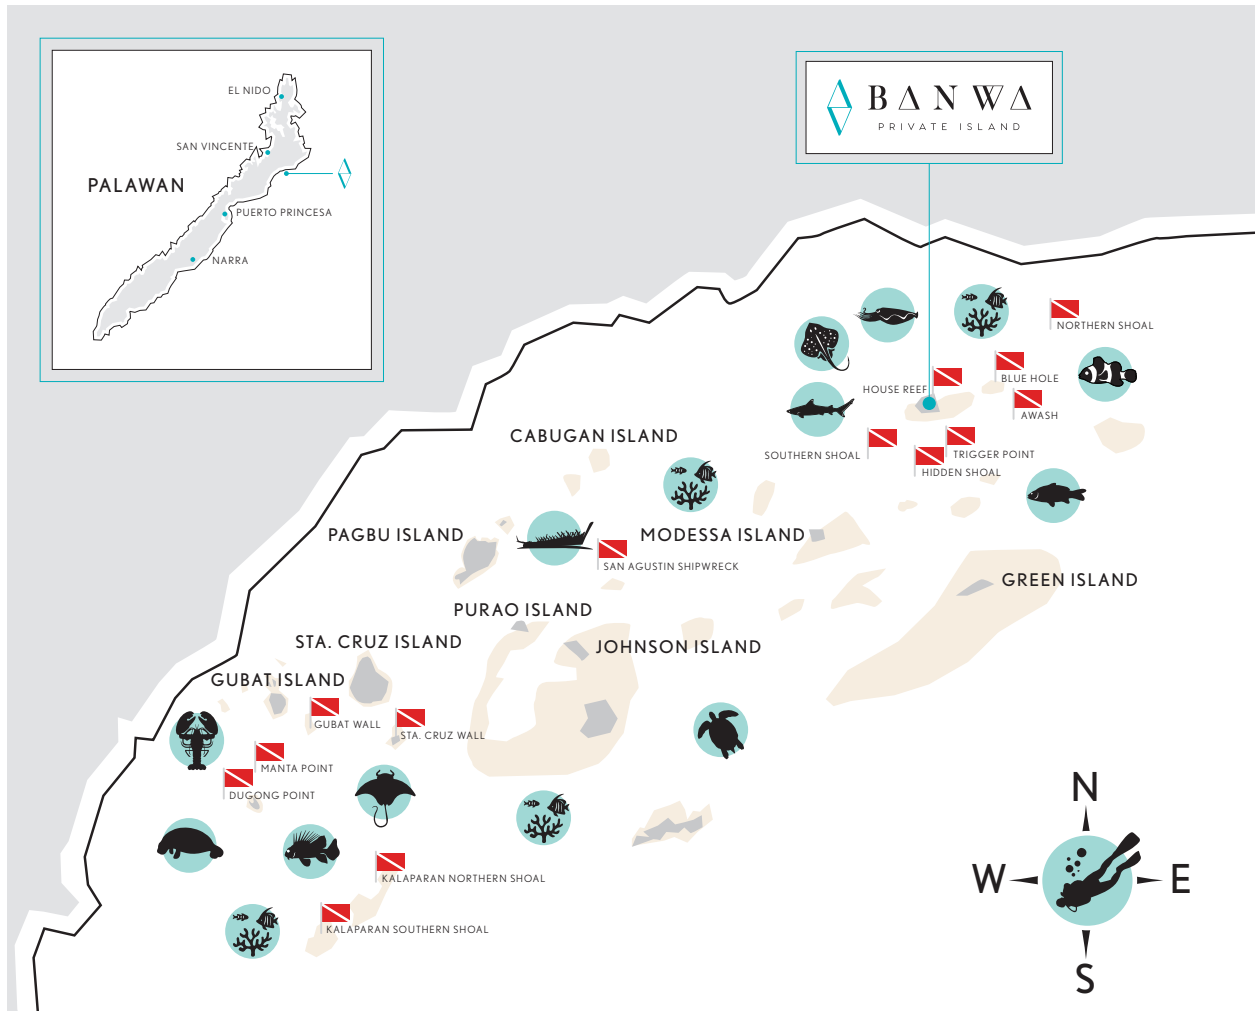 EL NIDO
SAN VINCENTE
PALAWAN
PUERTO PRINCESA
NARRA
BANWA
PRIVATE ISLAND
NORTHERN SHOAL
BLUE HOLE
HOUSE REEF
AWASH
SOUTHERN SHOAL
TRIGGER POINT
HIDDEN SHOAL
CABUGAN ISLAND
PAGBU ISLAND
MODESSA ISLAND
SAN AGUSTIN SHIPWRECK
GREEN ISLAND
PURAO ISLAND
STA. CRUZ ISLAND
JOHNSON ISLAND
GUBAT ISLAND
GUBAT WALL
STA. CRUZ WALL
MANTA POINT
DUGONG POINT
KALAPARAN NORTHERN SHOAL
KALAPARAN SOUTHERN SHOAL
N
W
E
S